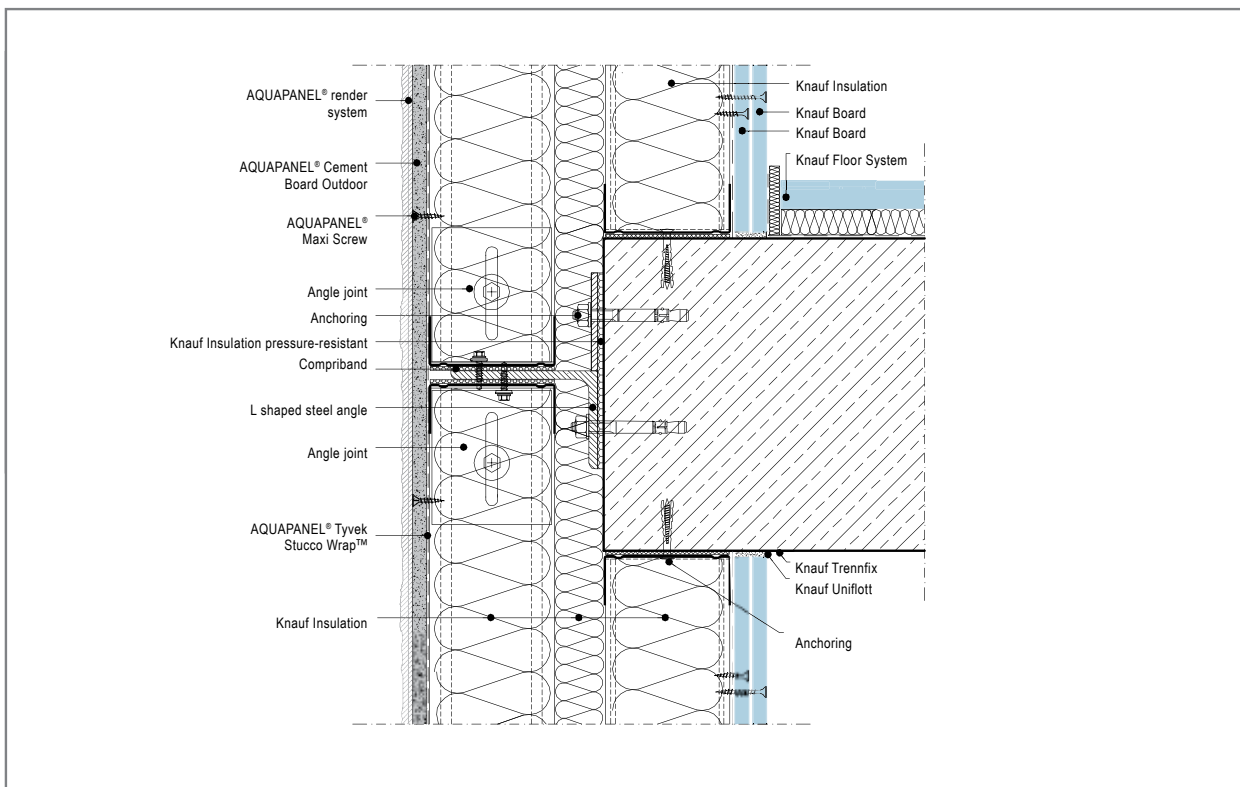 AQUAPANEL® render
system
AQUAPANEL® Cement
Board Outdoor
AQUAPANEL®
Maxi Screw
Angle joint
Anchoring
Knauf Insulation pressure-resistant
Compriband
L shaped steel angle
Angle joint
AQUAPANEL® Tyvek
Stucco Wrap™
Knauf Insulation
Knauf Insulation
Knauf Board
Knauf Board
Knauf Floor System
Knauf Trennfix
Knauf Uniflott
Anchoring